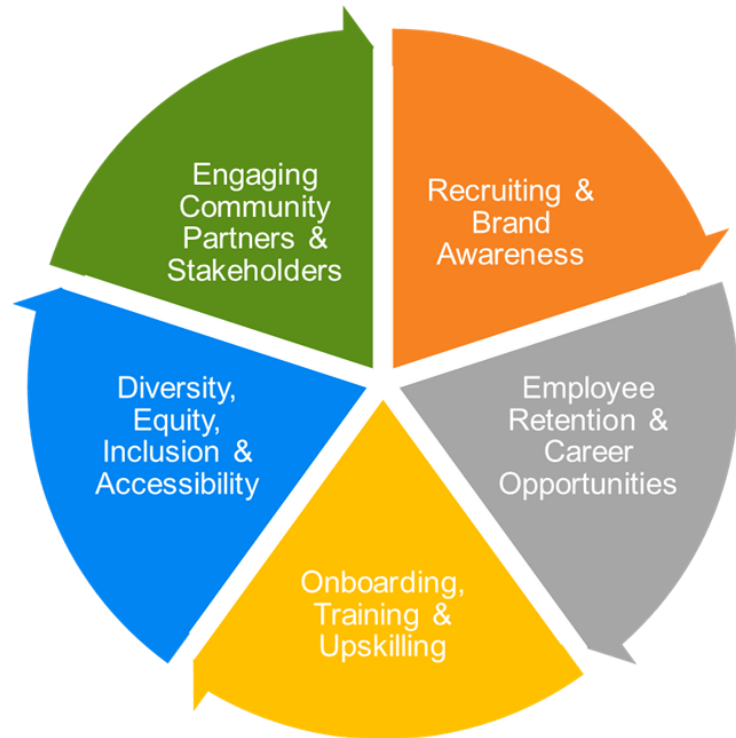 Engaging
Community
Partners &
Stakeholders
Recruiting &
Brand
Awareness
Employee
Retention &
Career
Opportunities
Onboarding,
Training &
Upskilling
Diversity,
Equity,
Inclusion &
Accessibility